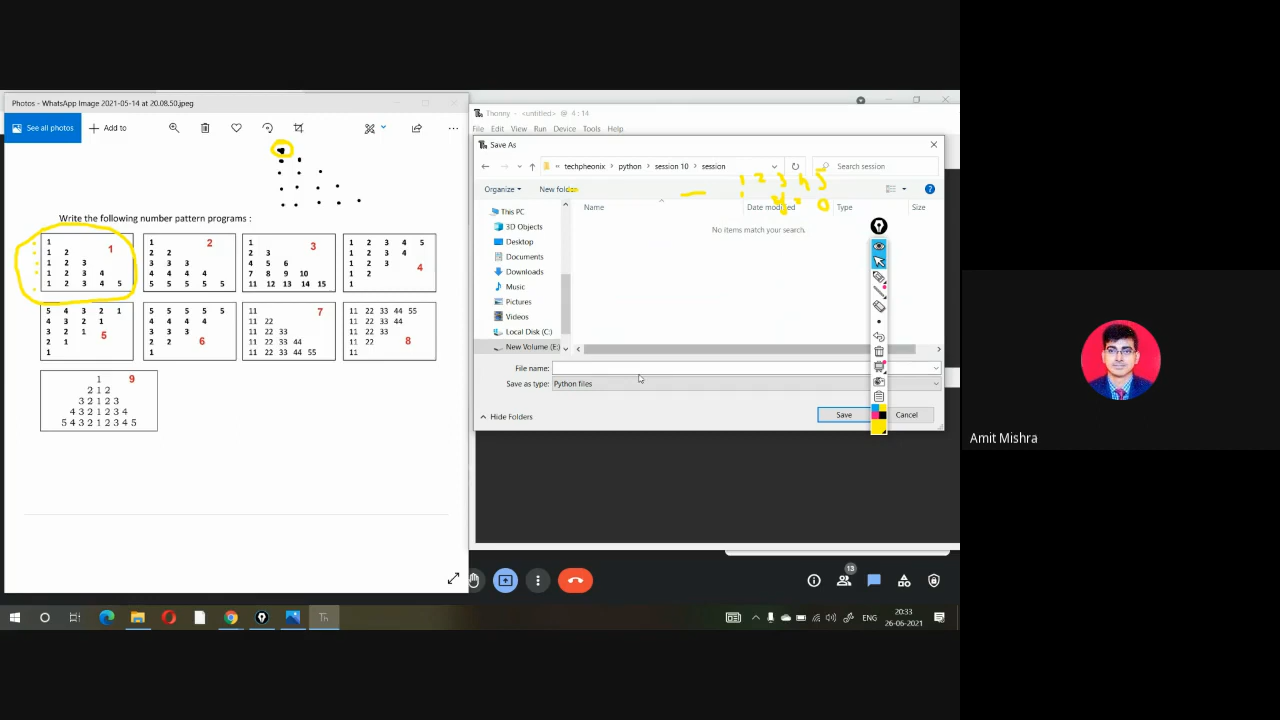 Photos - WhatsApp Image 2021-05-14 at 20.08.50.jpeg
See all photos
Add to
Write the following number pattern programs :
1
1 1
1 2
1 2 3
1 2 3 4
1 2 3 4 5
1 2
2 2
3 3 3
4 4 4 4
5 5 5 5 5
1 3
2 3
4 5 6
7 8 9 10
11 12 13 14 15
1 2 3 4 5
1 2 3 4
1 2 3
1 2 4
1
5 4 3 2 1
4 3 2 1
3 2 1 5
2 1
1
5 5 5 5 5
4 4 4 4
3 3 3 6
2 2
1
11 7
11 22
11 22 33
11 22 33 44
11 22 33 44 55
11 22 33 44 55
11 22 33 44
11 22 33
11 22 8
11
1 9
2 1 2
3 2 1 2 3
4 3 2 1 2 3 4
5 4 3 2 1 2 3 4 5
Thonny - <untitled> @ 4 : 14
File Edit View Run Device Tools Help
Save As
techpheonix › python › session 10 › session
Search session
Organize
New folder
1 2 3 4 5
Name
Date modified
Type
Size
No items match your search.
This PC
3D Objects
Desktop
Documents
Downloads
Music
Pictures
Videos
Local Disk (C:)
New Volume (E:)
File name:
Save as type:
Python files
Hide Folders
Save
Cancel
Amit Mishra
13
ENG
20:33
26-06-2021